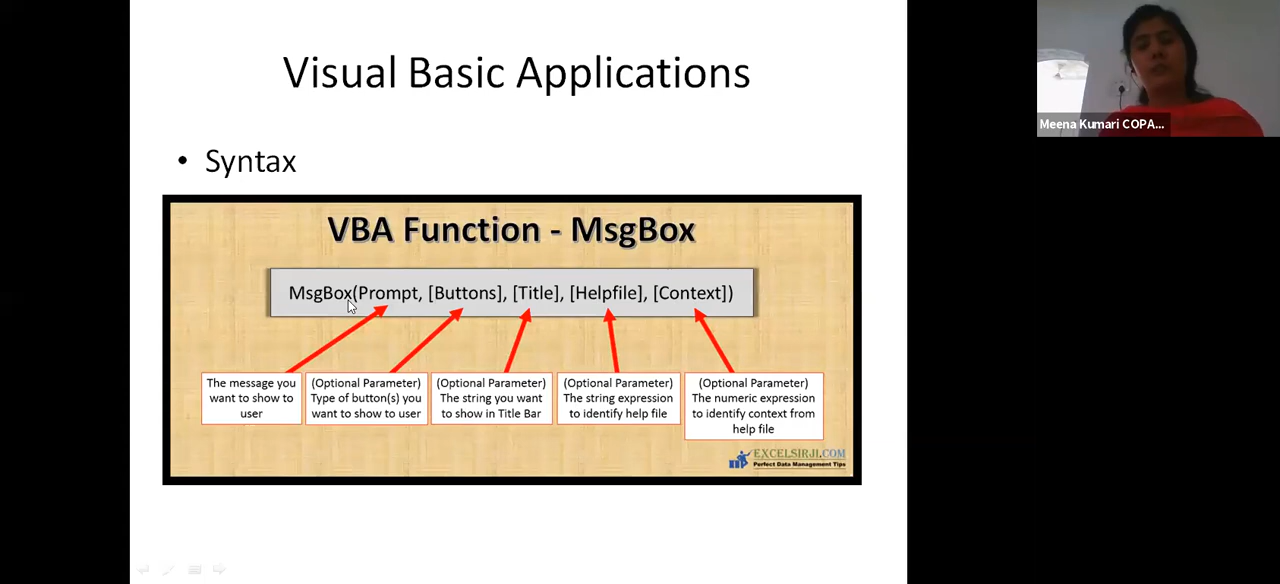 Visual Basic Applications
Meena Kumari COPA...
• Syntax
VBA Function - MsgBox
MsgBox(Prompt, [Buttons], [Title], [Helpfile], [Context])
The message you
want to show to
user
(Optional Parameter)
Type of button(s) you
want to show to user
(Optional Parameter)
The string you want
to show in Title Bar
(Optional Parameter)
The string expression
to identify help file
(Optional Parameter)
The numeric expression
to identify context from
help file
EXCELSIRJI.COM
Perfect Data Management Tips